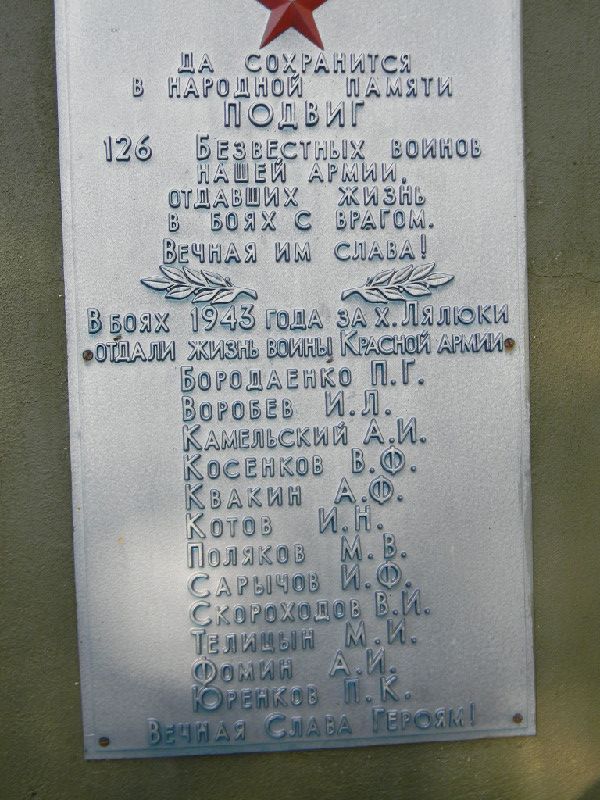 ДА СОХРАНИТСЯ
В НАРОДНОЙ ПАМЯТИ
ПОДВИГ
126 БЕЗВЕСТНЫХ ВОИНОВ
НАШЕЙ АРМИИ,
ОТДАВШИХ ЖИЗНЬ
В БОЯХ С ВРАГОМ.
ВЕЧНАЯ ИМ СЛАВА!
В БОЯХ 1943 ГОДА ЗА Х. ЛЯЛЮКИ
ОТДАЛИ ЖИЗНЬ ВОИНЫ КРАСНОЙ АРМИИ
БОРОДАЕНКО П.Г.
ВОРОБЕВ И.Л.
КАМЕЛЬСКИЙ А.И.
КОСЕНКОВ В.Ф.
КВАКИН А.Ф.
КОТОВ И.Н.
ПОЛЯКОВ М.В.
САРЫЧОВ И.Ф.
СКОРОХОДОВ В.И.
ТЕЛИЦЫН М.И.
ФОМИН А.И.
ЮРЕНКОВ П.К.
ВЕЧНАЯ СЛАВА ГЕРОЯМ!